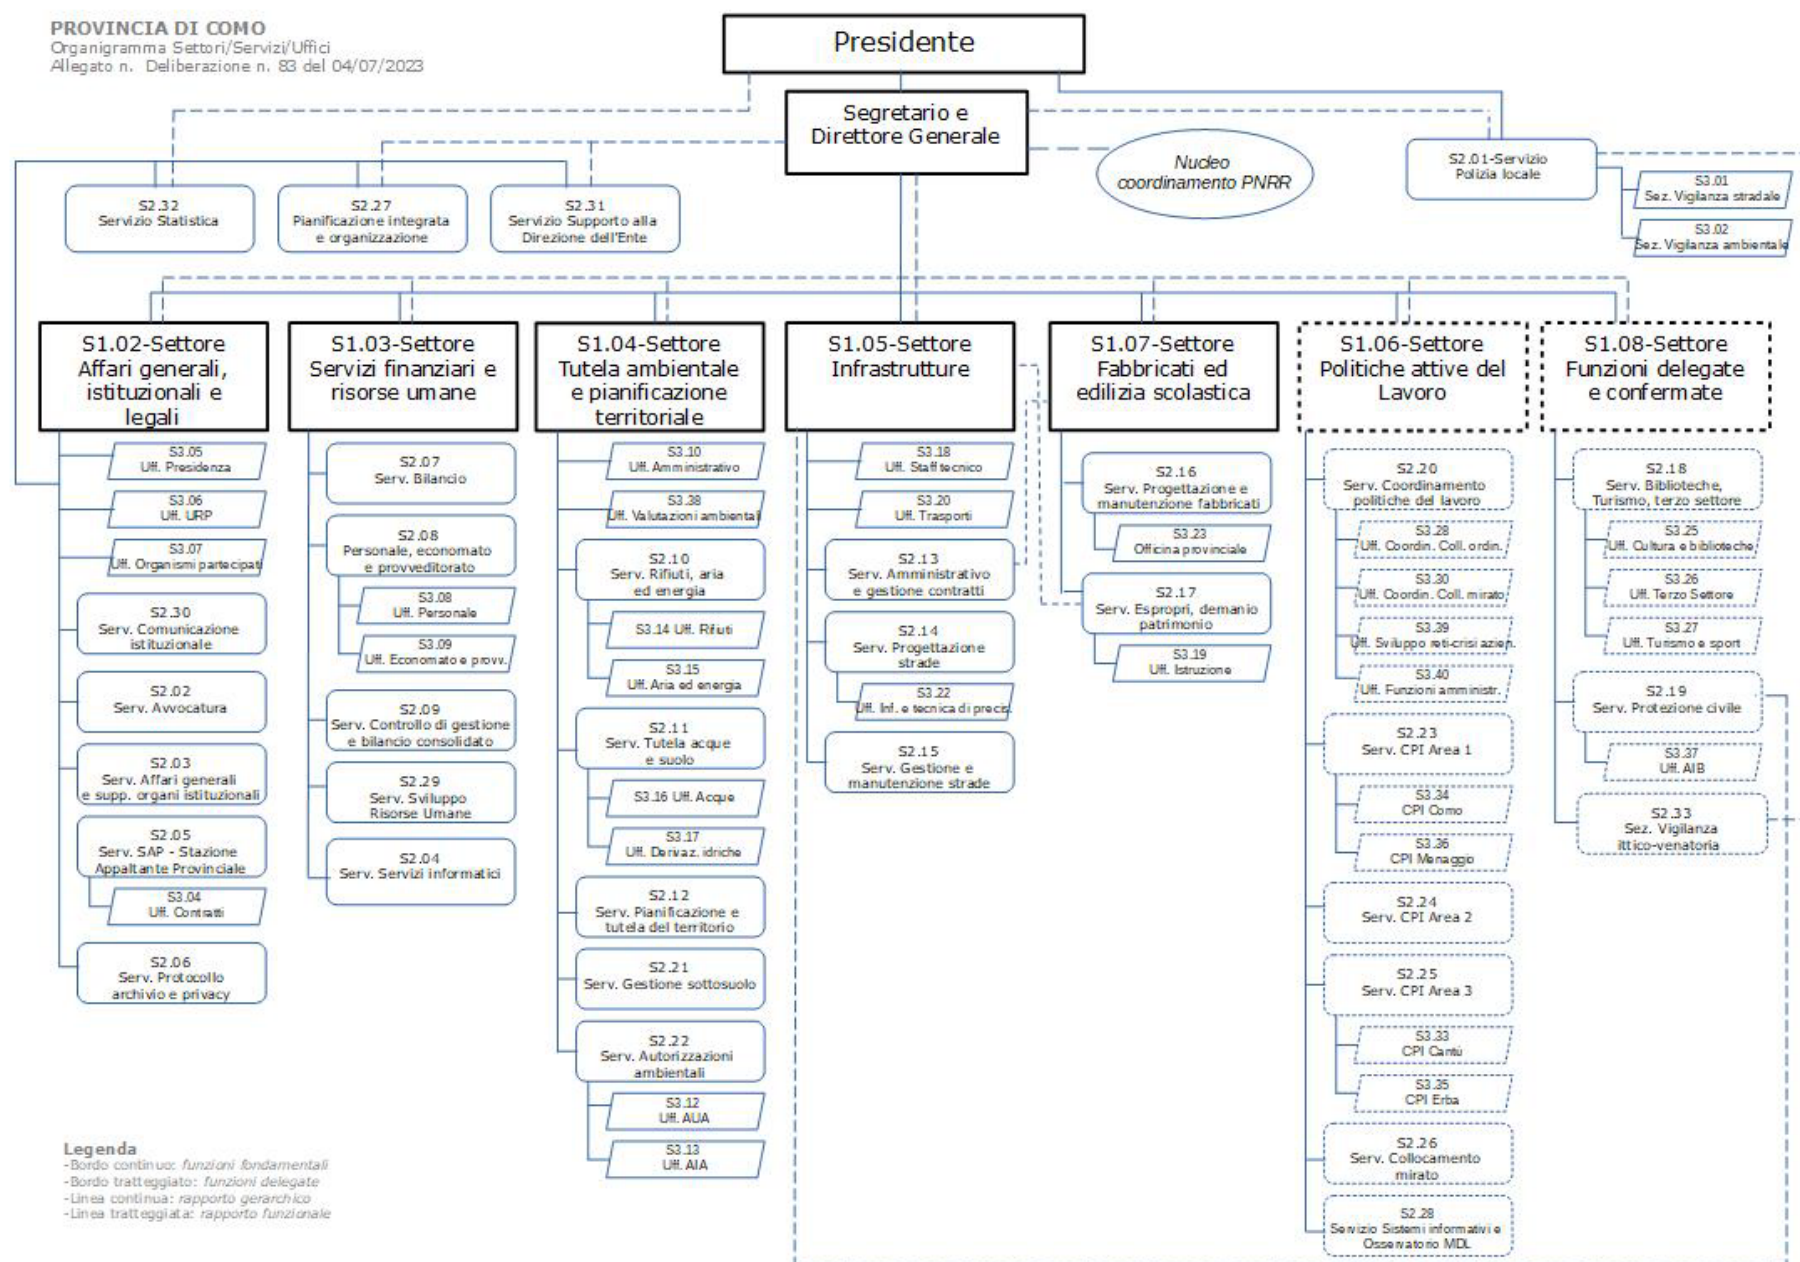 PROVINCIA DI COMO
Organigramma Settori/Servizi/Uffici
Allegato n. Deliberazione n. 83 del 04/07/2023
Presidente
Segretario e
Direttore Generale
Nucleo
coordinamento PNRR
S2.01-Servizio
Polizia locale
S3.01
Sez. Vigilanza stradale
S3.02
Sez. Vigilanza ambientale
S2.32
Servizio Statistica
S2.27
Pianificazione integrata
e organizzazione
S2.31
Servizio Supporto alla
Direzione dell'Ente
S1.02-Settore
Affari generali,
istituzionali e
legali
S3.05
Uff. Presidenza
S3.06
Uff. URP
S3.07
Uff. Organismi partecipati
S2.30
Serv. Comunicazione
istituzionale
S2.02
Serv. Avvocatura
S2.03
Serv. Affari generali
e supp. organi istituzionali
S2.05
Serv. SAP - Stazione
Appaltante Provinciale
S3.04
Uff. Contratti
S2.06
Serv. Protocollo
archivio e privacy
S1.03-Settore
Servizi finanziari e
risorse umane
S2.07
Serv. Bilancio
S2.08
Personale, economato
e provveditorato
S3.08
Uff. Personale
S3.09
Uff. Economato e provv.
S2.09
Serv. Controllo di gestione
e bilancio consolidato
S2.29
Serv. Sviluppo
Risorse Umane
S2.04
Serv. Servizi informatici
S1.04-Settore
Tutela ambientale
e pianificazione
territoriale
S3.10
Uff. Amministrativo
S3.38
Uff. Valutazioni ambientali
S2.10
Serv. Rifiuti, aria
ed energia
S3.14 Uff. Rifiuti
S3.15
Uff. Aria ed energia
S2.11
Serv. Tutela acque
e suolo
S3.16 Uff. Acque
S3.17
Uff. Derivaz. idriche
S2.12
Serv. Pianificazione e
tutela del territorio
S2.21
Serv. Gestione sottosuolo
S2.22
Serv. Autorizzazioni
ambientali
S3.12
Uff. AUA
S3.13
Uff. AIA
S1.05-Settore
Infrastrutture
S3.18
Uff. Staff tecnico
S3.20
Uff. Trasporti
S2.13
Serv. Amministrativo
e gestione contratti
S2.14
Serv. Progettazione
strade
S3.22
Uff. Inf. e tecnica di precis.
S2.15
Serv. Gestione e
manutenzione strade
S1.07-Settore
Fabbricati ed
edilizia scolastica
S2.16
Serv. Progettazione e
manutenzione fabbricati
S3.23
Officina provinciale
S2.17
Serv. Espropri, demanio
patrimonio
S3.19
Uff. Istruzione
S1.06-Settore
Politiche attive del
Lavoro
S2.20
Serv. Coordinamento
politiche del lavoro
S3.28
Uff. Coordin. Coll. ordin.
S3.30
Uff. Coordin. Coll. mirato
S3.39
Uff. Sviluppo reti-crisi azien.
S3.40
Uff. Funzioni amministr.
S2.23
Serv. CPI Area 1
S3.34
CPI Como
S3.36
CPI Menaggio
S2.24
Serv. CPI Area 2
S2.25
Serv. CPI Area 3
S3.33
CPI Cantù
S3.35
CPI Erba
S2.26
Serv. Collocamento
mirato
S2.28
Servizio Sistemi informativi e
Osservatorio MDL
S1.08-Settore
Funzioni delegate
e confermate
S2.18
Serv. Biblioteche,
Turismo, terzo settore
S3.25
Uff. Cultura e biblioteche
S3.26
Uff. Terzo Settore
S3.27
Uff. Turismo e sport
S2.19
Serv. Protezione civile
S3.37
Uff. AIB
S2.33
Sez. Vigilanza
ittico-venatoria
Legenda
-Bordo continuo: funzioni fondamentali
-Bordo tratteggiato: funzioni delegate
-Linea continua: rapporto gerarchico
-Linea tratteggiata: rapporto funzionale